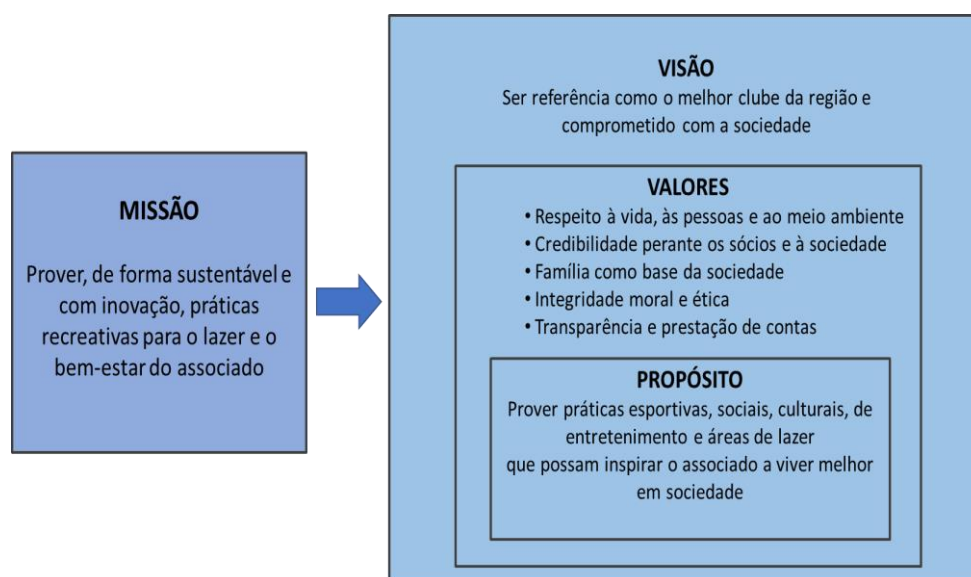 MISSÃO
Prover, de forma sustentável e
com inovação, práticas
recreativas para o lazer e o
bem-estar do associado
VISÃO
Ser referência como o melhor clube da região e
comprometido com a sociedade
VALORES
• Respeito à vida, às pessoas e ao meio ambiente
• Credibilidade perante os sócios e à sociedade
• Família como base da sociedade
• Integridade moral e ética
• Transparência e prestação de contas
PROPÓSITO
Prover práticas esportivas, sociais, culturais, de
entretenimento e áreas de lazer
que possam inspirar o associado a viver melhor
em sociedade